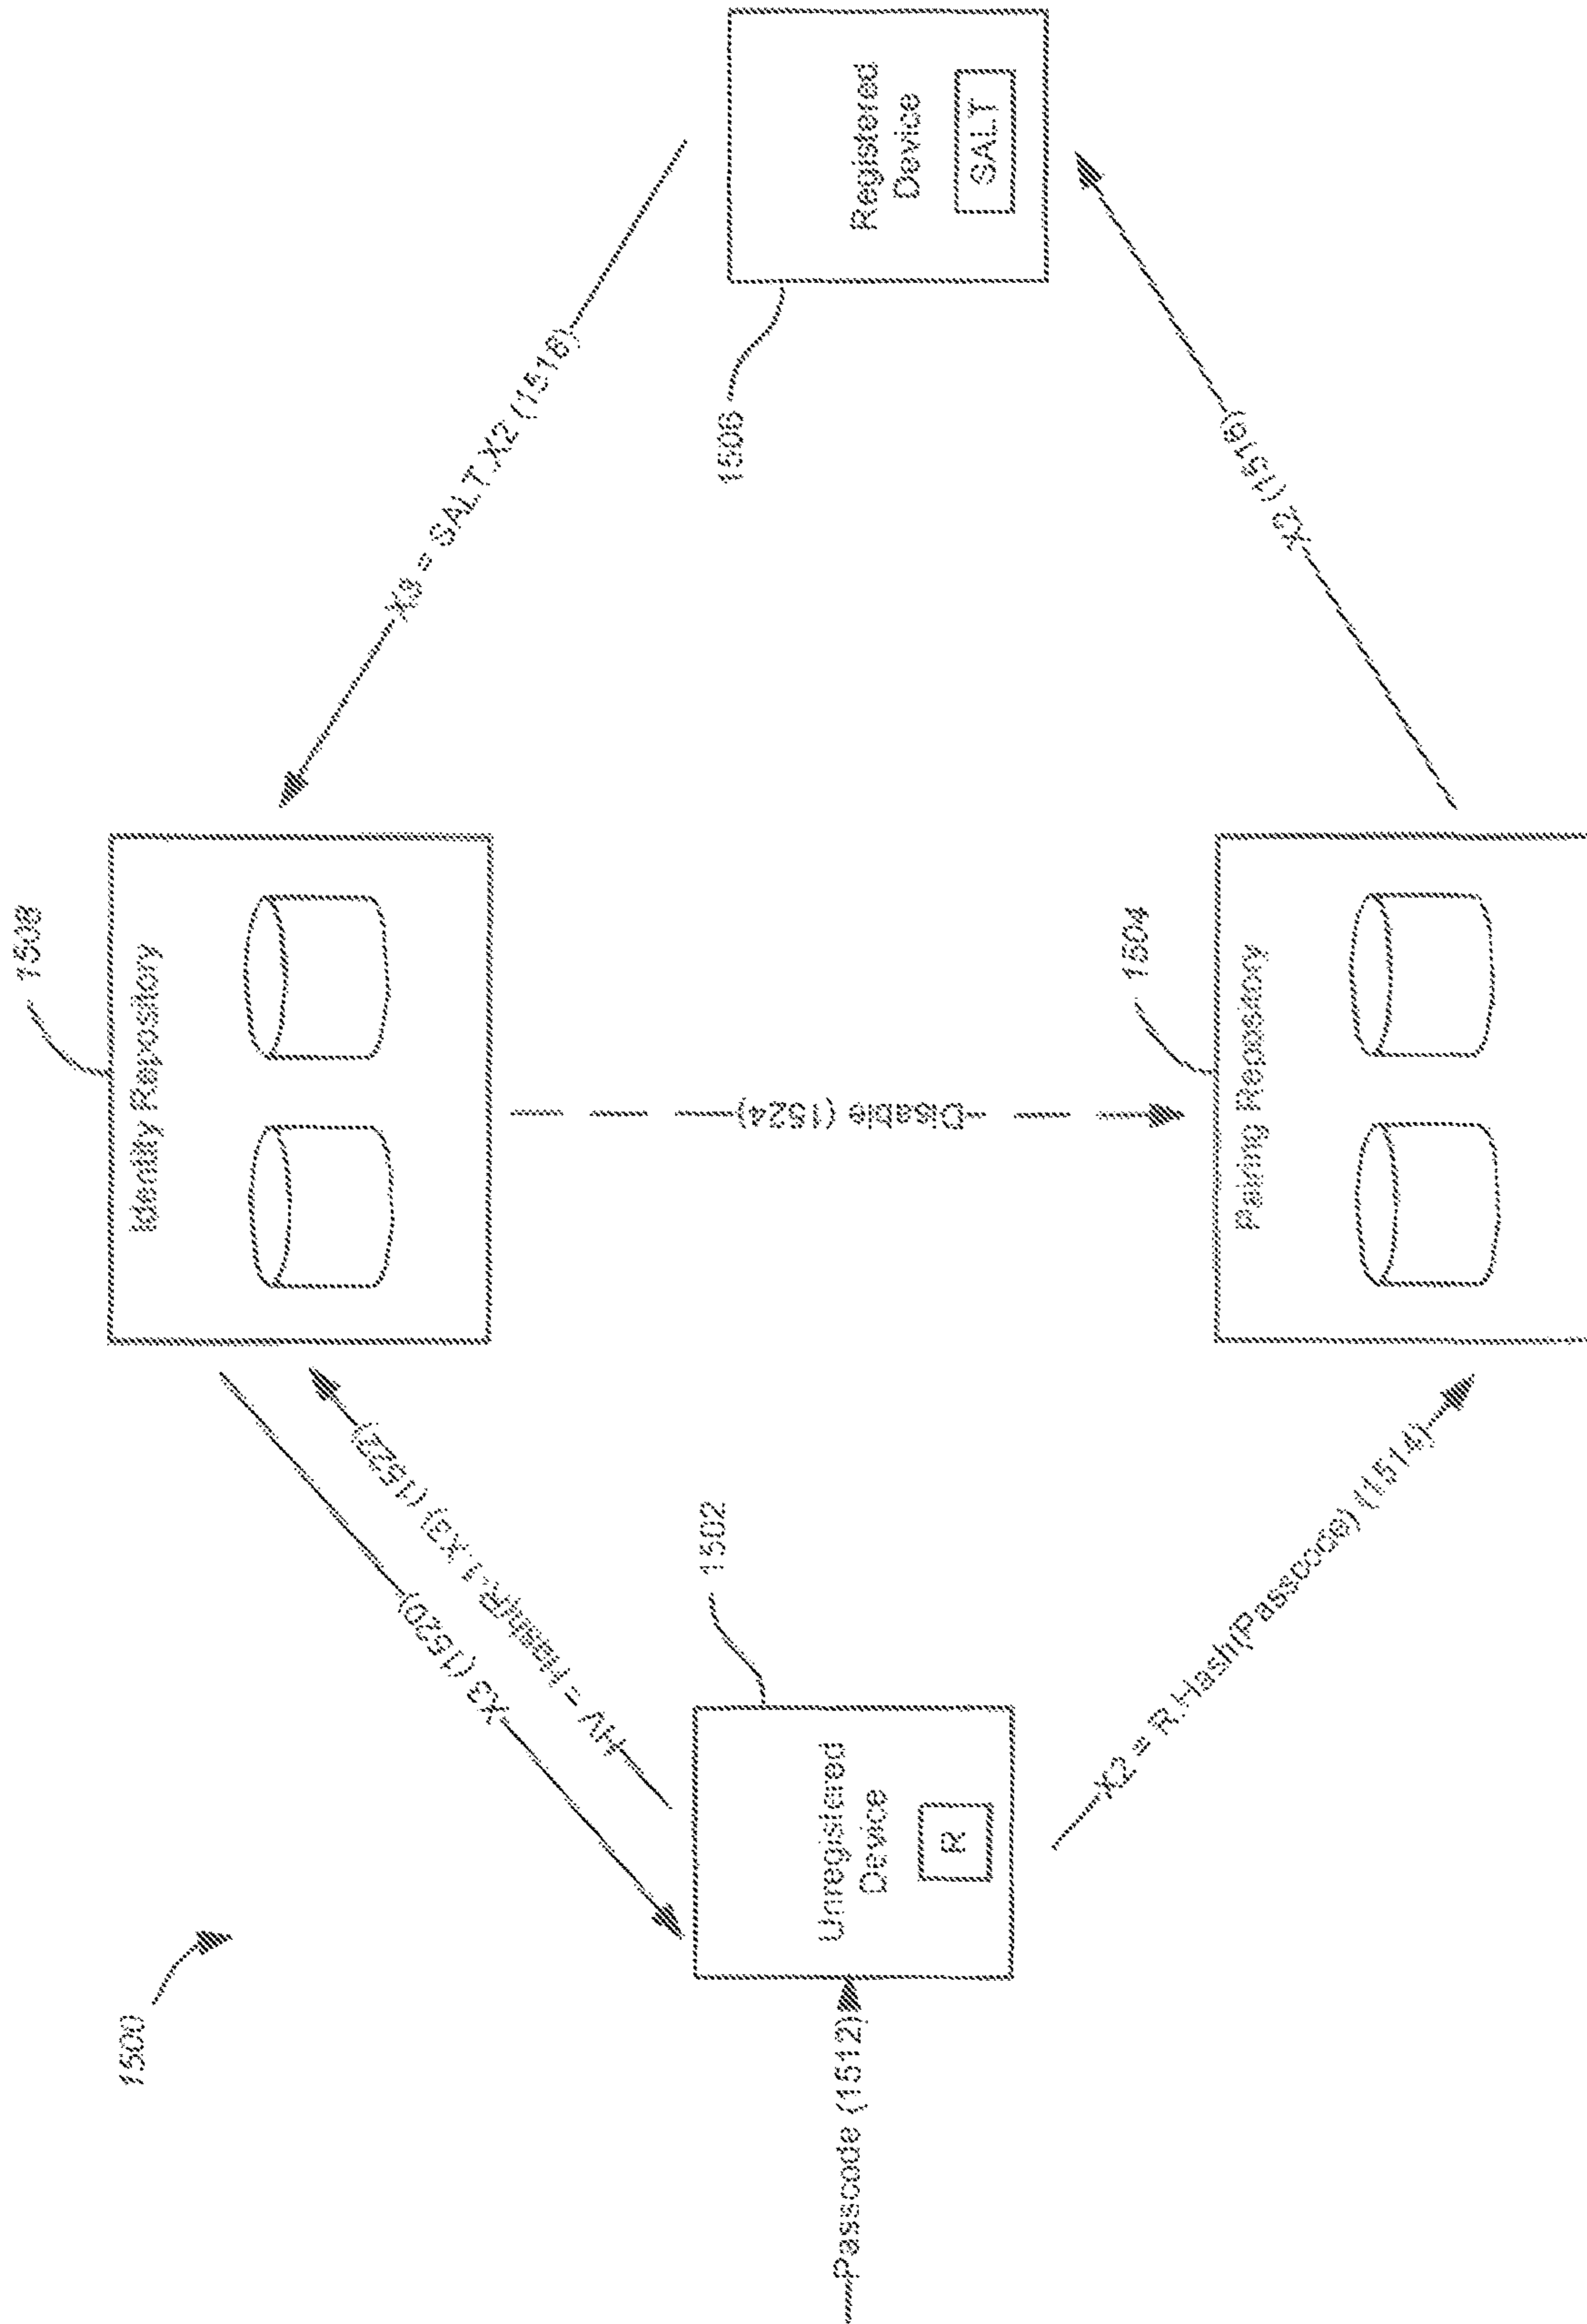 1500
1508
Identity Repository
X3 (1520)
HV = Hash(R-1.X3) (1522)
X3 = SALT.X2 (1518)
Passcode (1512)
Unregistered
Device
R
1502
Disable (1524)
1506
Registered
Device
SALT
X2 = R.Hash(Passcode) (1514)
1504
Pairing Repository
X2 (1516)